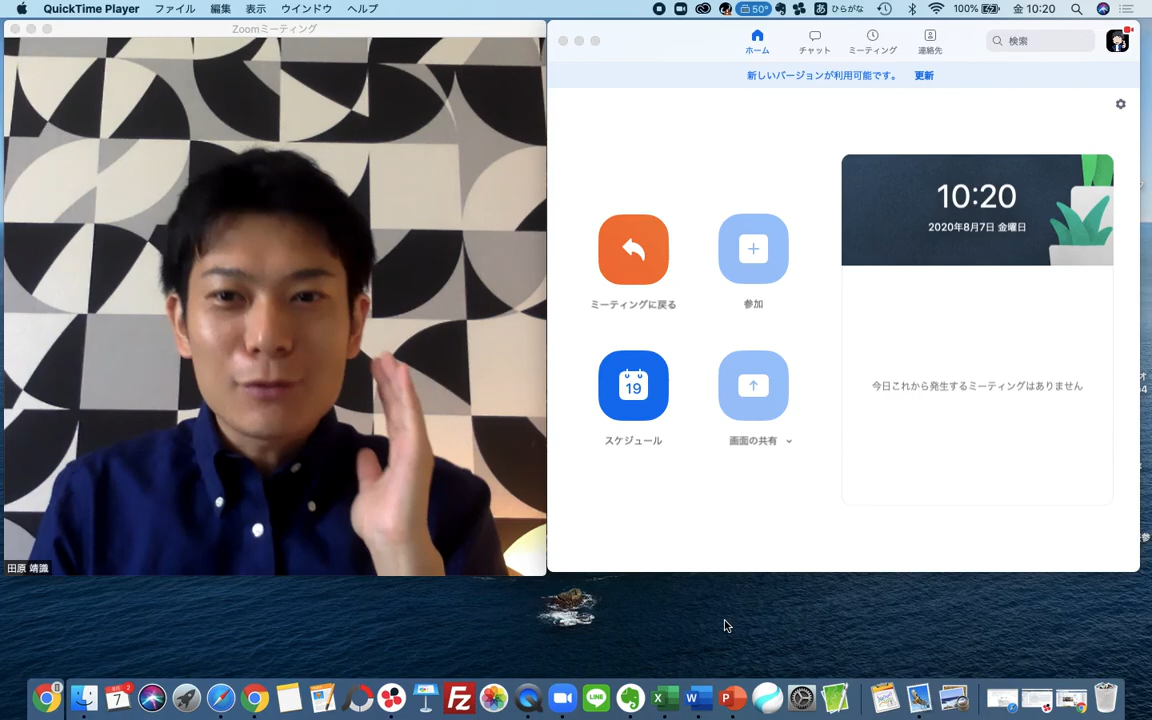 QuickTime Player ファイル 編集 表示 ウインドウ ヘルプ
50° あ ひらがな 100% 金 10:20
Zoomミーティング
ホーム チャット ミーティング 連絡先
検索
新しいバージョンが利用可能です。 更新
ミーティングに戻る 参加
19
スケジュール 画面の共有
10:20
2020年8月7日 金曜日
今日これから発生するミーティングはありません
田原 靖識
7 2
LINE